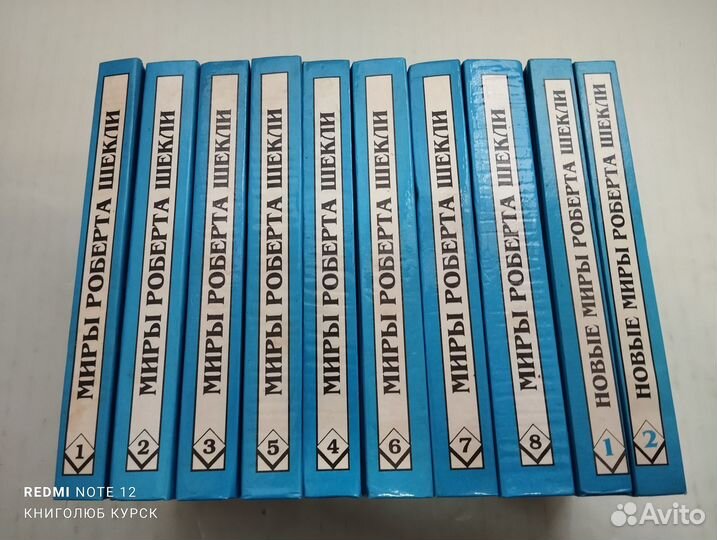 МИРЫ РОБЕРТА ШЕКЛИ
1
МИРЫ РОБЕРТА ШЕКЛИ
2
МИРЫ РОБЕРТА ШЕКЛИ
3
МИРЫ РОБЕРТА ШЕКЛИ
5
МИРЫ РОБЕРТА ШЕКЛИ
4
МИРЫ РОБЕРТА ШЕКЛИ
6
МИРЫ РОБЕРТА ШЕКЛИ
7
МИРЫ РОБЕРТА ШЕКЛИ
8
НОВЫЕ МИРЫ РОБЕРТА ШЕКЛИ
1
НОВЫЕ МИРЫ РОБЕРТА ШЕКЛИ
2
REDMI NOTE 12
КНИГОЛЮБ КУРСК
Avito